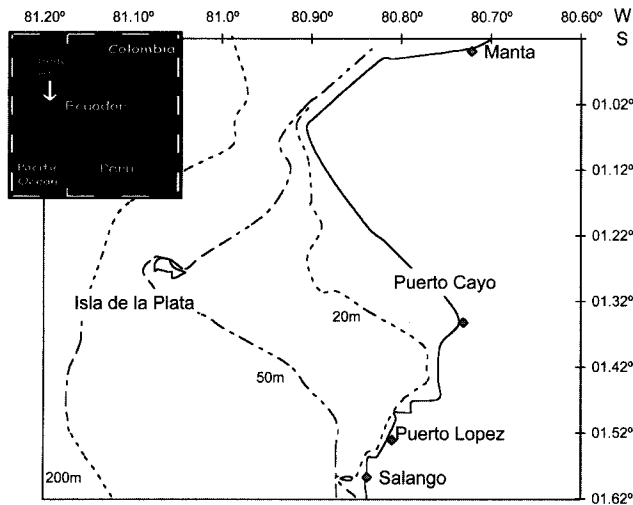 81.20º 81.10º 81.0º 80.90º 80.80º 80.70º 80.60º W
S
Colombia
Manta
Ecuador
01.02º
Pacific
Ocean
Peru
01.12º
01.22º
Puerto Cayo
Isla de la Plata
20m
01.32º
50m
01.42º
Puerto Lopez
01.52º
200m
Salango
01.62º